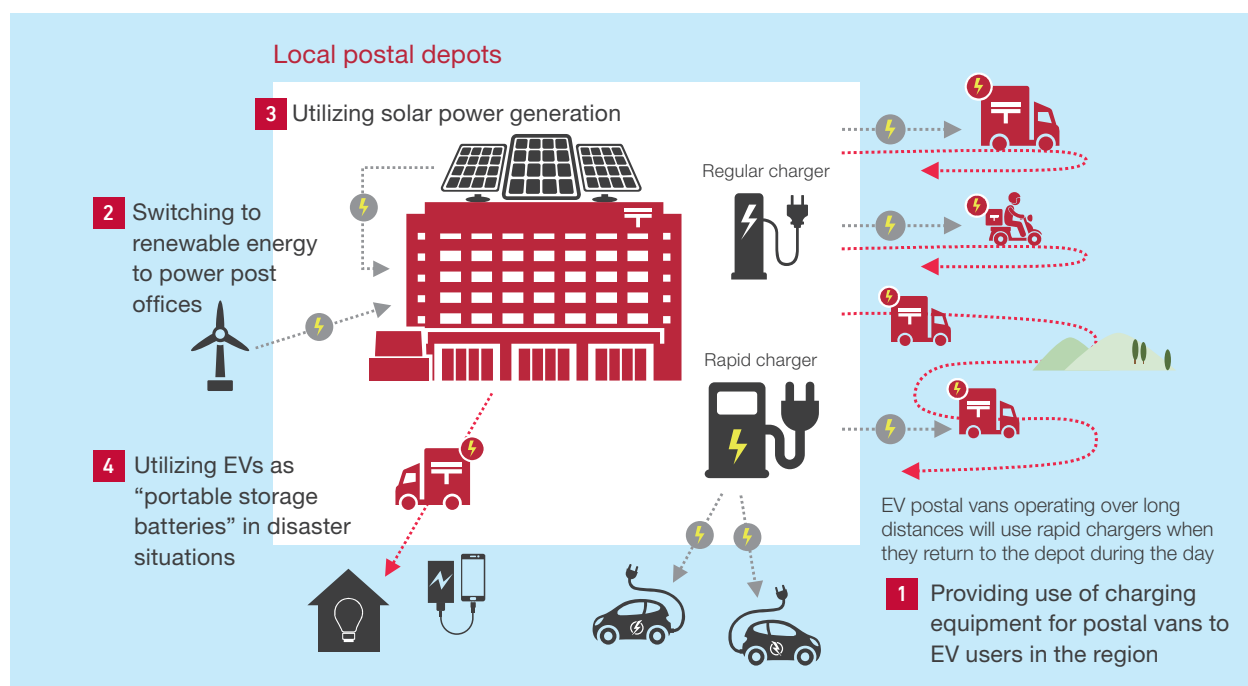 Local postal depots
3 Utilizing solar power generation
2 Switching to
renewable energy
to power post
offices
Regular charger
Rapid charger
4 Utilizing EVs as
“portable storage
batteries” in disaster
situations
EV postal vans operating over long
distances will use rapid chargers when
they return to the depot during the day
1 Providing use of charging
equipment for postal vans to
EV users in the region